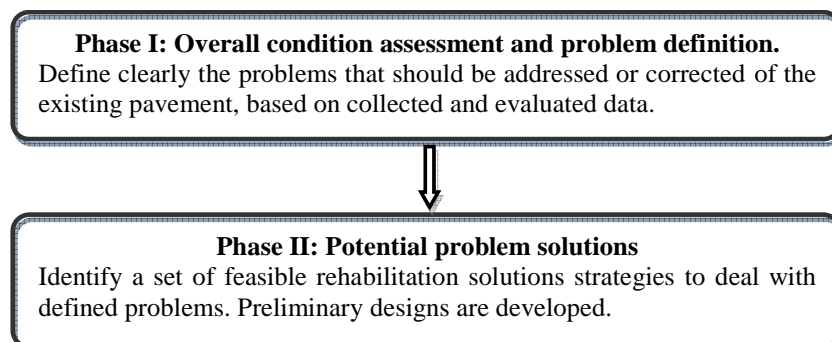 Phase I: Overall condition assessment and problem definition.
Define clearly the problems that should be addressed or corrected of the
existing pavement, based on collected and evaluated data.
Phase II: Potential problem solutions
Identify a set of feasible rehabilitation solutions strategies to deal with
defined problems. Preliminary designs are developed.